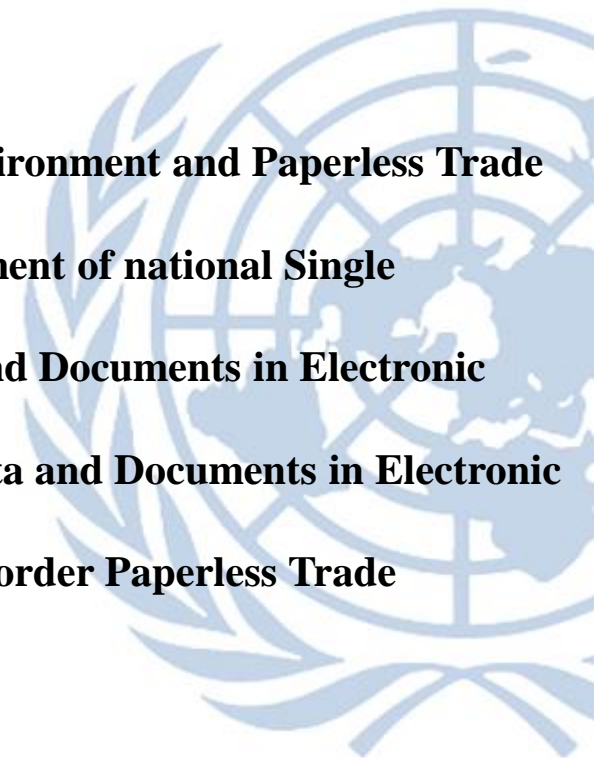 ironment and Paperless Trade
ment of national Single
nd Documents in Electronic
ta and Documents in Electronic
order Paperless Trade